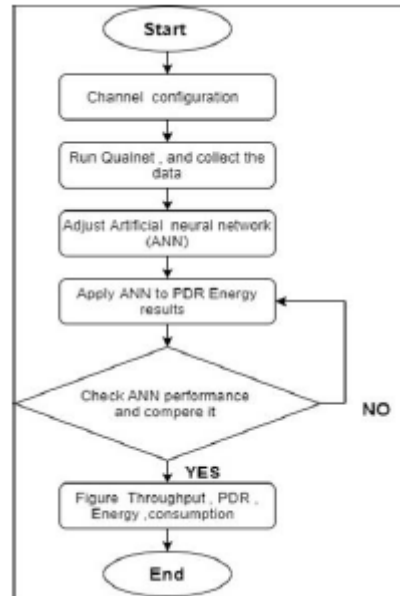 Start
Channel configuration
Run Qualnet , and collect the
data
Adjust Artificial neural network
(ANN)
Apply ANN to PDR Energy
results
Check ANN performance
and compere it
NO
YES
Figure Throughput , PDR ,
Energy ,consumption
End